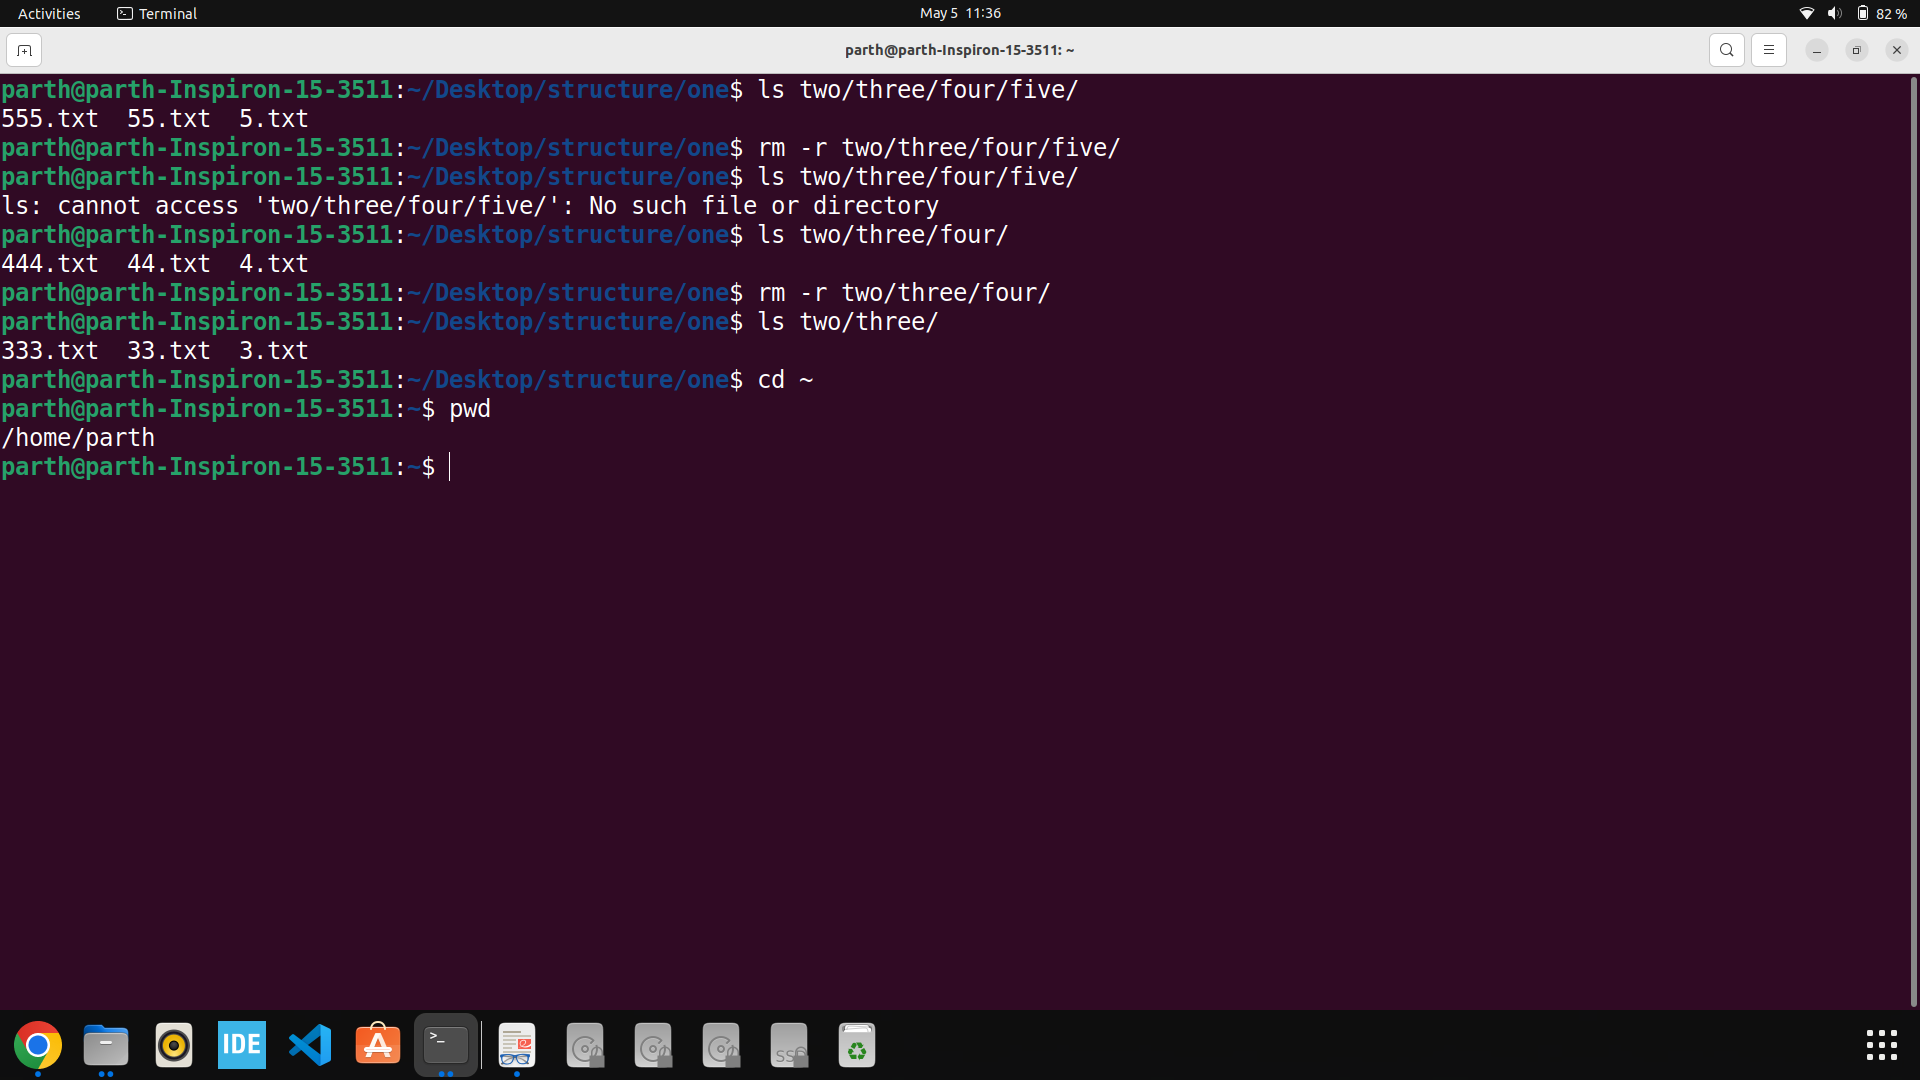 Activities Terminal May 5 11:36 82 %
parth@parth-Inspiron-15-3511: ~
parth@parth-Inspiron-15-3511:~/Desktop/structure/one$ ls two/three/four/five/
555.txt  55.txt  5.txt
parth@parth-Inspiron-15-3511:~/Desktop/structure/one$ rm -r two/three/four/five/
parth@parth-Inspiron-15-3511:~/Desktop/structure/one$ ls two/three/four/five/
ls: cannot access 'two/three/four/five/': No such file or directory
parth@parth-Inspiron-15-3511:~/Desktop/structure/one$ ls two/three/four/
444.txt  44.txt  4.txt
parth@parth-Inspiron-15-3511:~/Desktop/structure/one$ rm -r two/three/four/
parth@parth-Inspiron-15-3511:~/Desktop/structure/one$ ls two/three/
333.txt  33.txt  3.txt
parth@parth-Inspiron-15-3511:~/Desktop/structure/one$ cd ~
parth@parth-Inspiron-15-3511:~$ pwd
/home/parth
parth@parth-Inspiron-15-3511:~$
IDE >_ SS